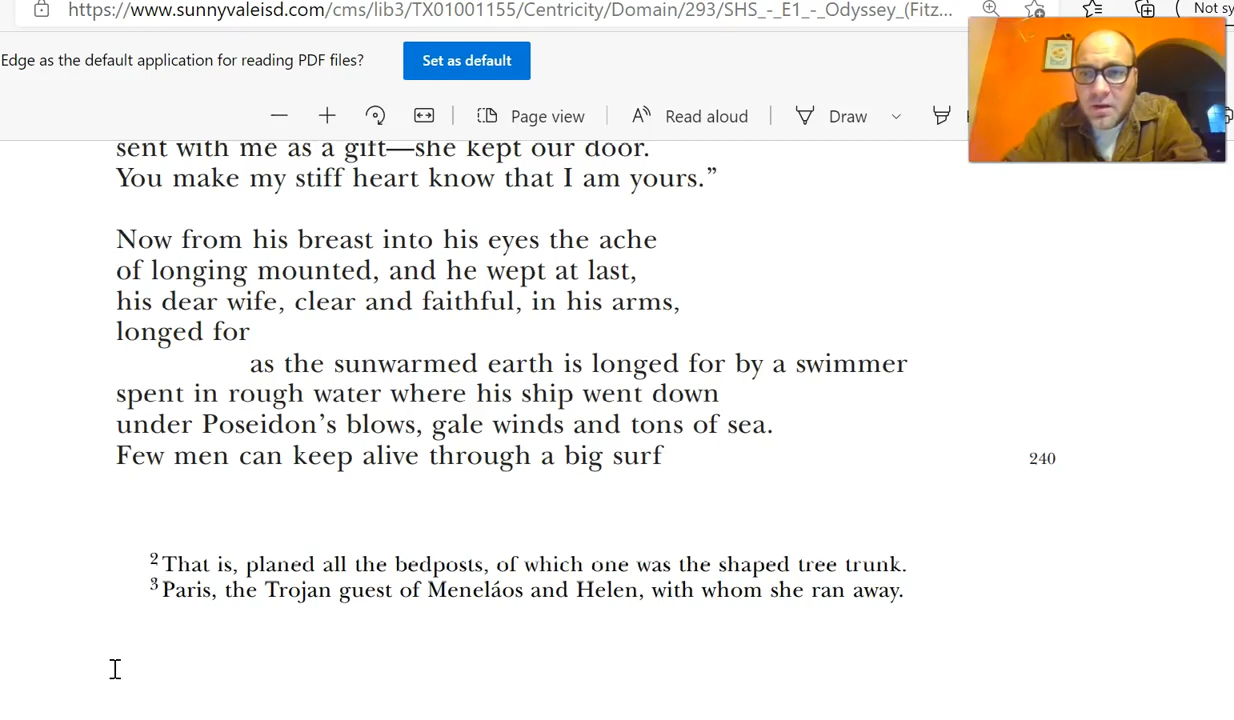 https://www.sunnyvaleisd.com/cms/lib3/TX01001155/Centricity/Domain/293/SHS_-_E1_-_Odyssey_(Fitz...
Not sy
Edge as the default application for reading PDF files?
Set as default
Page view
Read aloud
Draw
sent with me as a gift—she kept our door.
You make my stiff heart know that I am yours.”
Now from his breast into his eyes the ache
of longing mounted, and he wept at last,
his dear wife, clear and faithful, in his arms,
longed for
as the sunwarmed earth is longed for by a swimmer
spent in rough water where his ship went down
under Poseidon’s blows, gale winds and tons of sea.
Few men can keep alive through a big surf
240
2 That is, planed all the bedposts, of which one was the shaped tree trunk.
3 Paris, the Trojan guest of Meneláos and Helen, with whom she ran away.